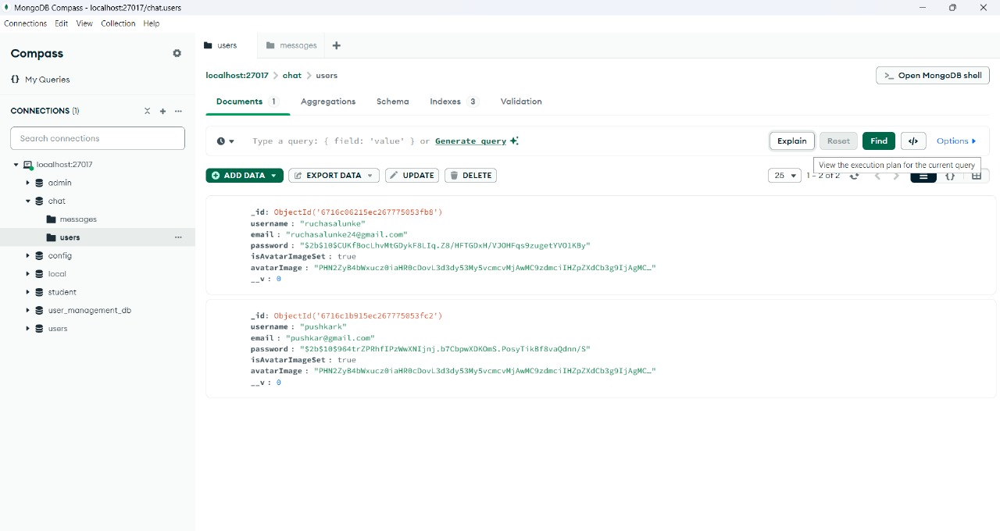 MongoDB Compass - localhost:27017/chat.users
Connections Edit View Collection Help
Compass
{} My Queries
CONNECTIONS (1)
Search connections
localhost:27017
admin
chat
messages
users
config
local
student
user_management_db
users
users messages
localhost:27017 > chat > users
>_ Open MongoDB shell
Documents 1 Aggregations Schema Indexes 3 Validation
Type a query: { field: 'value' } or Generate query
Explain Reset Find </> Options
View the execution plan for the current query
ADD DATA EXPORT DATA UPDATE DELETE
25 1 – 2 of 2
_id: ObjectId('6716c06215ec267775053fb8')
username : "ruchasalunke"
email : "ruchasalunke24@gmail.com"
password : "$2b$10$CUKfBocLhvMtGDykF8LIq.Z8/HFTGDxH/VJOHFqs9zugetYVO1KBy"
isAvatarImageSet : true
avatarImage : "PHN2ZyB4bWxucz0iaHR0cDovL3d3dy53My5vcmcvMjAwMC9zdmciIHZpZXdCb3g9IjAgMC…"
__v : 0
_id: ObjectId('6716c1b915ec267775053fc2')
username : "pushkark"
email : "pushkar@gmail.com"
password : "$2b$10$964trZPRhfIPzWwXNIjnj.b7CbpwXDKOmS.PosyTikBf8vaQdnn/S"
isAvatarImageSet : true
avatarImage : "PHN2ZyB4bWxucz0iaHR0cDovL3d3dy53My5vcmcvMjAwMC9zdmciIHZpZXdCb3g9IjAgMC…"
__v : 0